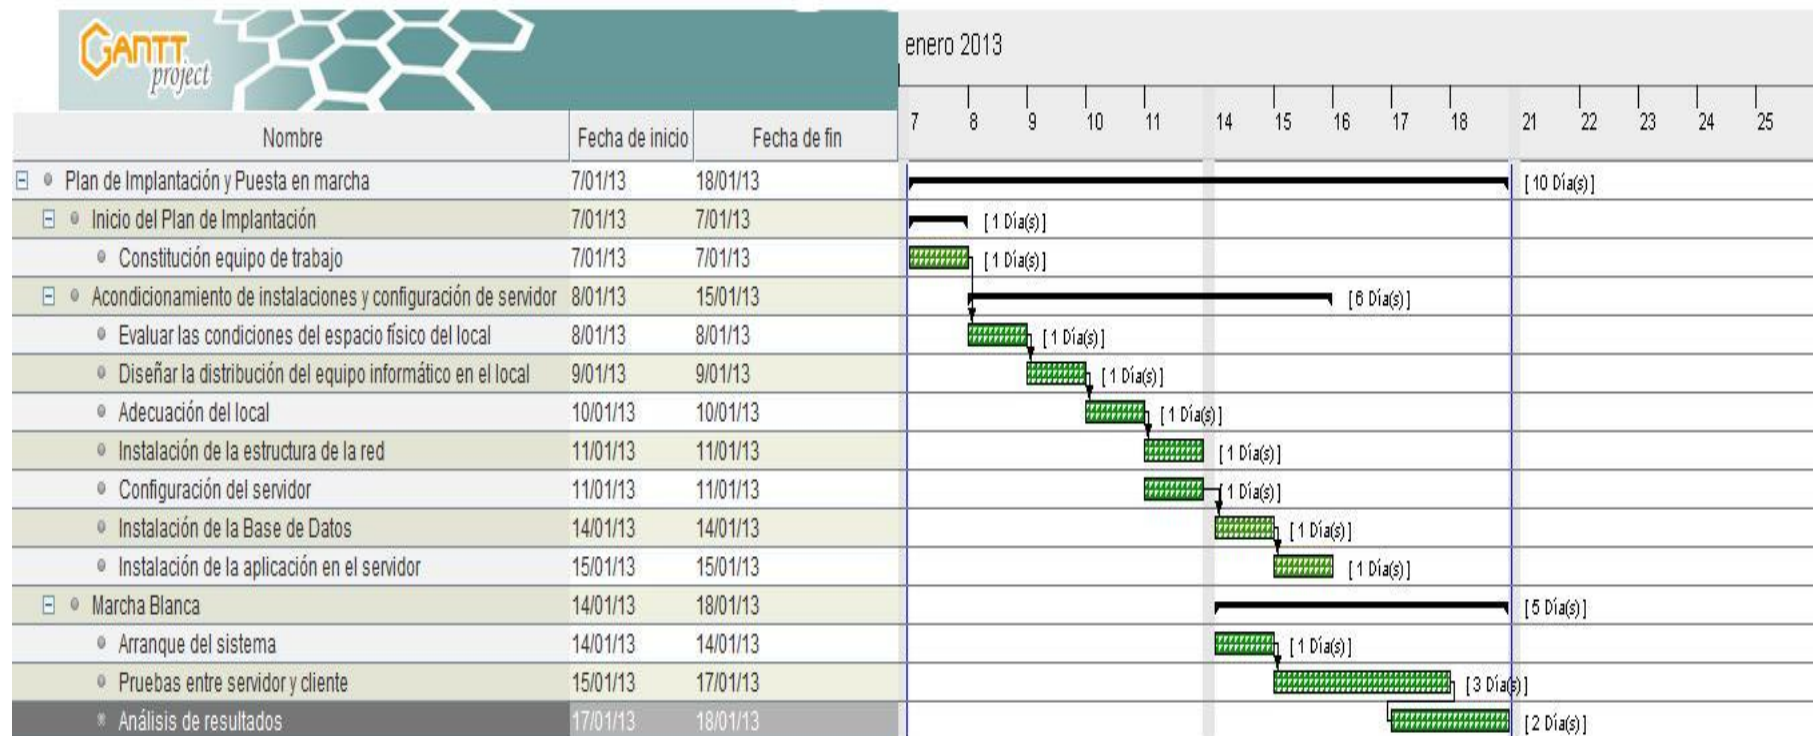 GANTT
project
enero 2013
Nombre Fecha de inicio Fecha de fin 7 8 9 10 11 14 15 16 17 18 21 22 23 24 25
Plan de Implantación y Puesta en marcha 7/01/13 18/01/13 [ 10 Día(s) ]
Inicio del Plan de Implantación 7/01/13 7/01/13 [ 1 Día(s) ]
Constitución equipo de trabajo 7/01/13 7/01/13 [ 1 Día(s) ]
Acondicionamiento de instalaciones y configuración de servidor 8/01/13 15/01/13 [ 6 Día(s) ]
Evaluar las condiciones del espacio físico del local 8/01/13 8/01/13 [ 1 Día(s) ]
Diseñar la distribución del equipo informático en el local 9/01/13 9/01/13 [ 1 Día(s) ]
Adecuación del local 10/01/13 10/01/13 [ 1 Día(s) ]
Instalación de la estructura de la red 11/01/13 11/01/13 [ 1 Día(s) ]
Configuración del servidor 11/01/13 11/01/13 [ 1 Día(s) ]
Instalación de la Base de Datos 14/01/13 14/01/13 [ 1 Día(s) ]
Instalación de la aplicación en el servidor 15/01/13 15/01/13 [ 1 Día(s) ]
Marcha Blanca 14/01/13 18/01/13 [ 5 Día(s) ]
Arranque del sistema 14/01/13 14/01/13 [ 1 Día(s) ]
Pruebas entre servidor y cliente 15/01/13 17/01/13 [ 3 Día(s) ]
Análisis de resultados 17/01/13 18/01/13 [ 2 Día(s) ]